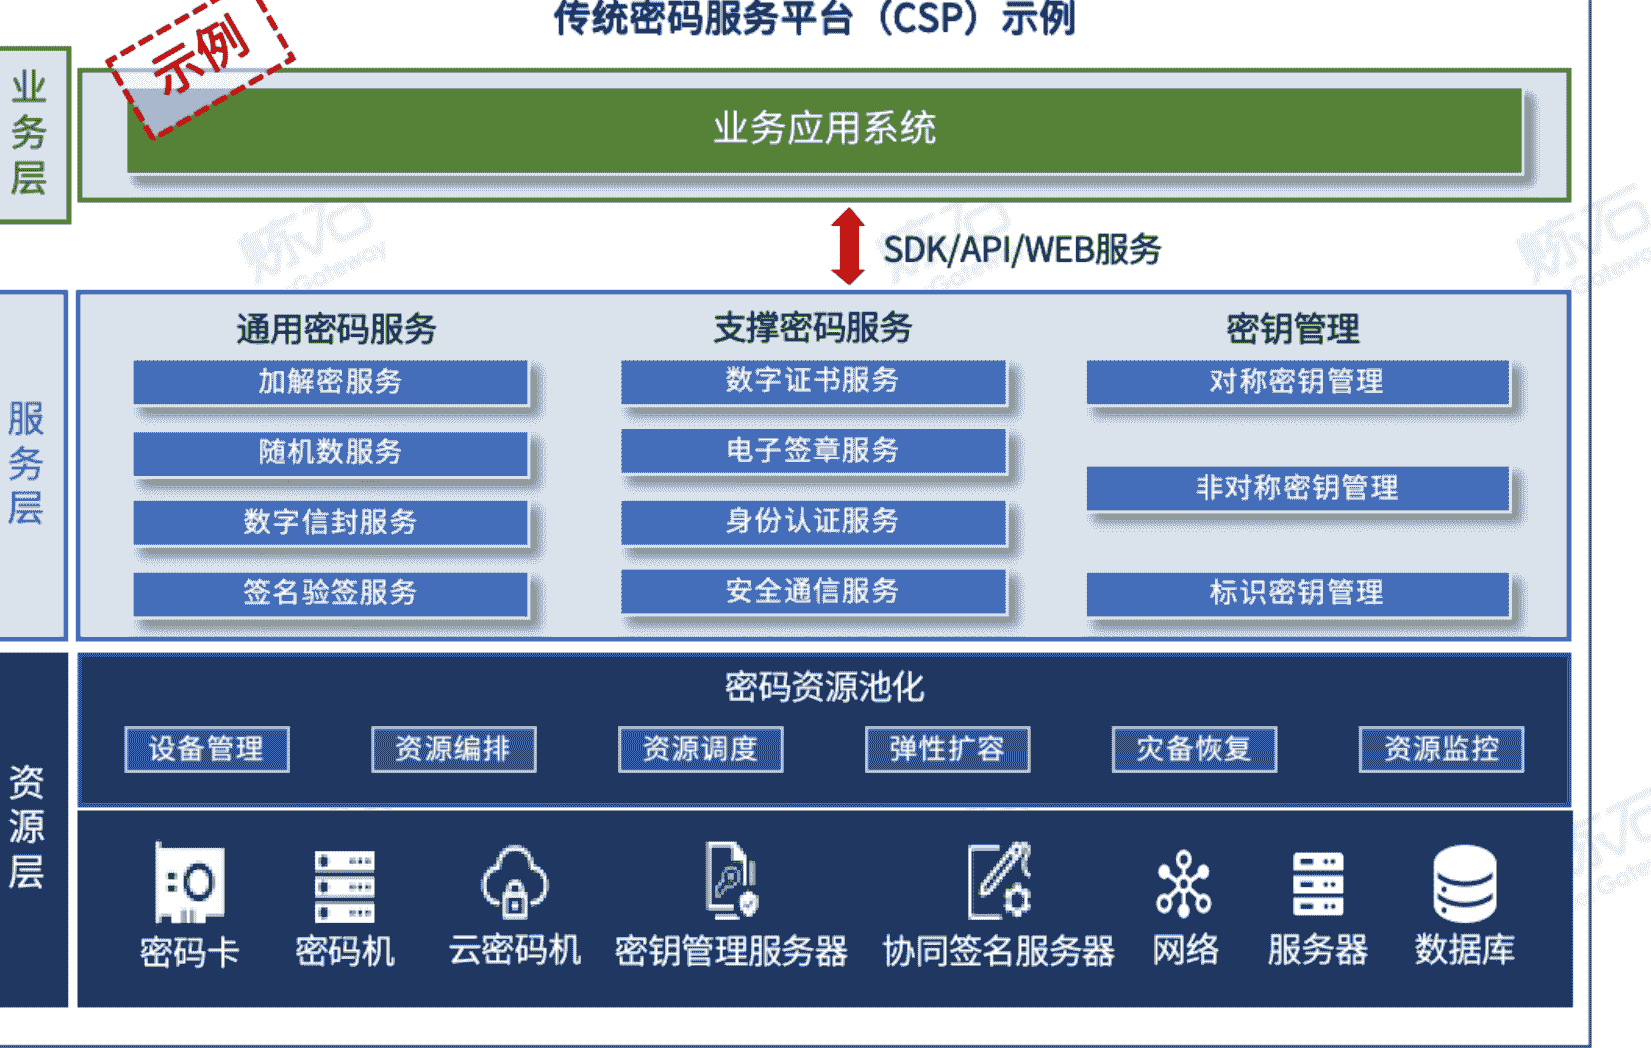 传统密码服务平台（CSP）示例
示例
业务层
业务应用系统
SDK/API/WEB服务
炼石
Gateway
炼石
Gateway
炼石
Gateway
服务层
通用密码服务
支撑密码服务
密钥管理
加解密服务
数字证书服务
对称密钥管理
随机数服务
电子签章服务
非对称密钥管理
数字信封服务
身份认证服务
签名验签服务
安全通信服务
标识密钥管理
资源层
密码资源池化
设备管理
资源编排
资源调度
弹性扩容
灾备恢复
资源监控
密码卡
密码机
云密码机
密钥管理服务器
协同签名服务器
网络
服务器
数据库